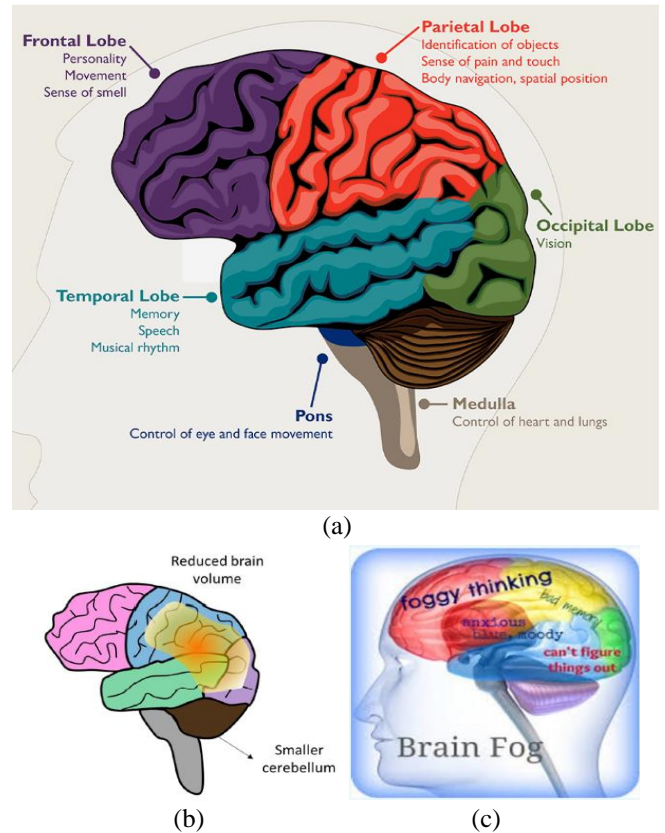 Frontal Lobe
Personality
Movement
Sense of smell
Parietal Lobe
Identification of objects
Sense of pain and touch
Body navigation, spatial position
Occipital Lobe
Vision
Temporal Lobe
Memory
Speech
Musical rhythm
Pons
Control of eye and face movement
Medulla
Control of heart and lungs
(a)
Reduced brain
volume
Smaller
cerebellum
(b)
foggy thinking
bad memory
anxious
blue, moody
can't figure
things out
Brain Fog
(c)